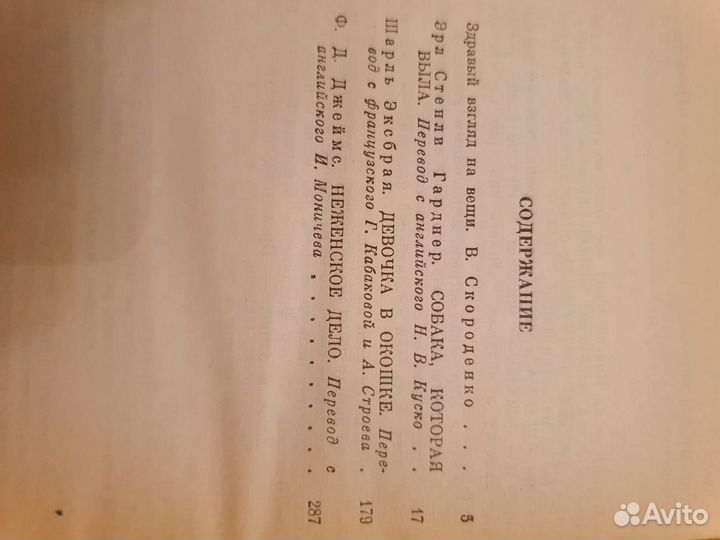 СОДЕРЖАНИЕ
Здравый взгляд на вещи. В. Скороденко . . . 5
Эрл Стенли Гарднер. СОБАКА, КОТОРАЯ
ВЫЛА. Перевод с английского Н. В. Куско . . 17
Шарль Эксбрая. ДЕВОЧКА В ОКОШКЕ. Пере-
вод с французского Г. Кабаковой и А. Строева . 179
Ф. Д. Джеймс. НЕЖЕНСКОЕ ДЕЛО. Перевод с
английского И. Моничева . . . . . . . . . . 287
Avito